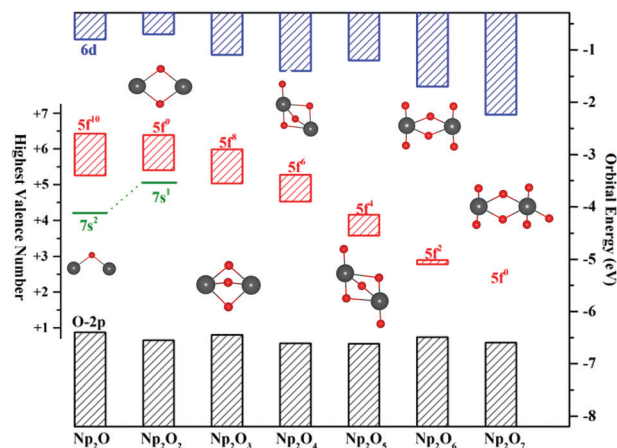 6d
-1
-2
-3
-4
-5
-6
-7
-8
Orbital Energy (eV)
+7
+6
+5
+4
+3
+2
+1
Highest Valence Number
5f¹⁰
5f⁹
5f⁸
5f⁶
5f⁴
5f²
5f⁰
7s²
7s¹
O-2p
Np₂O
Np₂O₂
Np₂O₃
Np₂O₄
Np₂O₅
Np₂O₆
Np₂O₇